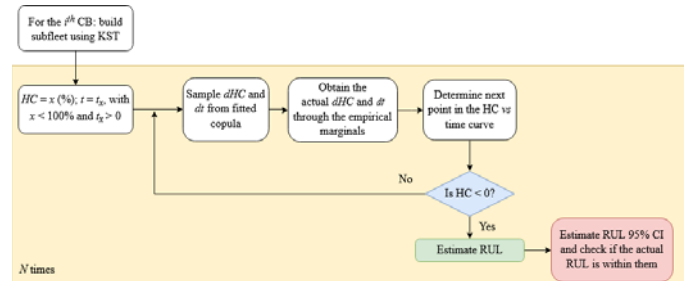 For the i^th CB: build
subfleet using KST
HC = x (%); t = t_x, with
x < 100% and t_x > 0
Sample dHC and
dt from fitted
copula
Obtain the
actual dHC and dt
through the empirical
marginals
Determine next
point in the HC vs
time curve
No
Is HC < 0?
Yes
Estimate RUL
Estimate RUL 95% CI
and check if the actual
RUL is within them
N times